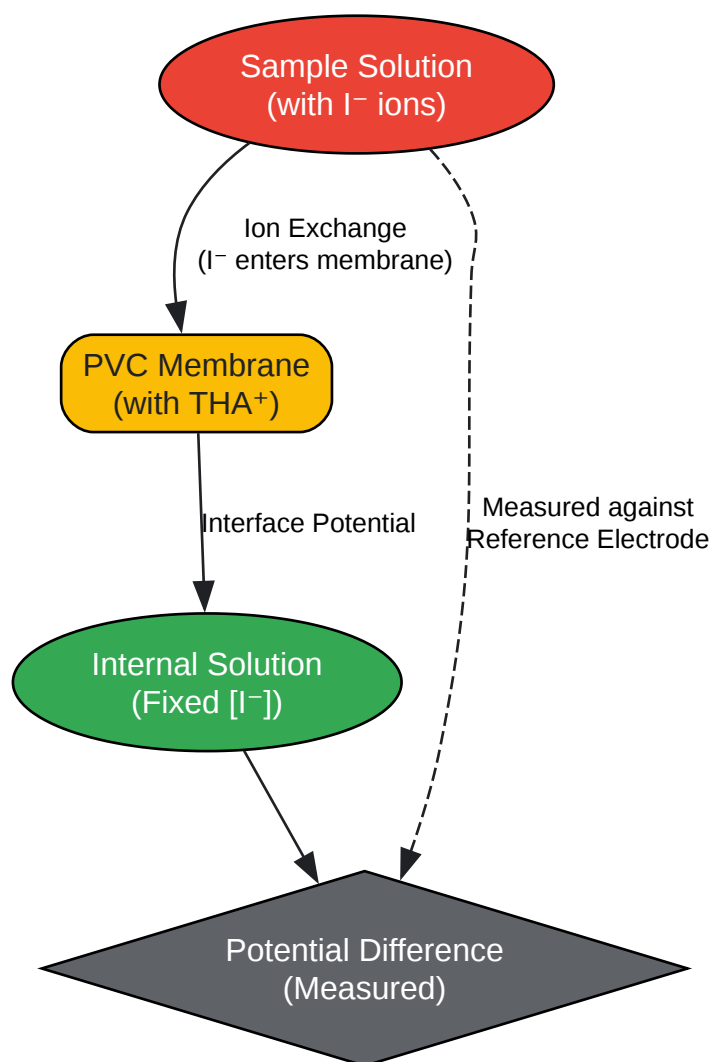 Sample Solution
(with I⁻ ions)
Ion Exchange
(I⁻ enters membrane)
PVC Membrane
(with THA⁺)
Interface Potential
Measured against
Reference Electrode
Internal Solution
(Fixed [I⁻])
Potential Difference
(Measured)